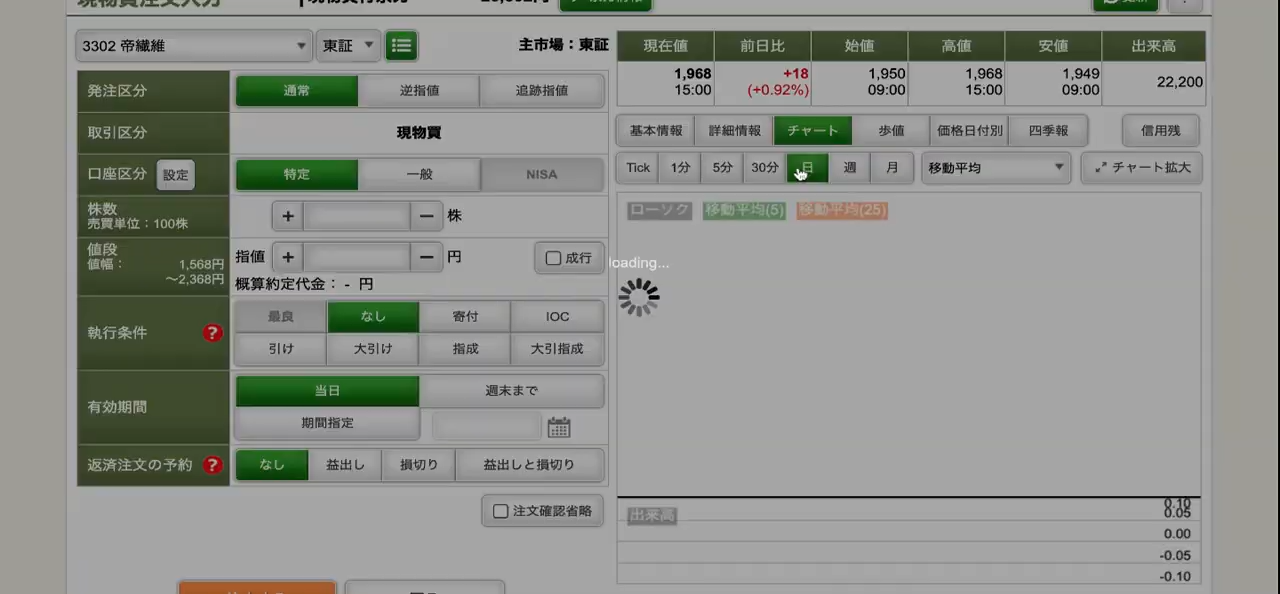 現物買注文入力
3302 帝繊維
東証
主市場：東証
発注区分
通常
逆指値
追跡指値
取引区分
現物買
口座区分
設定
特定
一般
NISA
株数
売買単位：100株
+
−
株
値段
値幅：
1,568円
～2,368円
指値
+
−
円
成行
概算約定代金： - 円
執行条件
?
最良
なし
寄付
IOC
引け
大引け
指成
大引指成
有効期間
当日
週末まで
期間指定
返済注文の予約
?
なし
益出し
損切り
益出しと損切り
注文確認省略
現在値
前日比
始値
高値
安値
出来高
1,968
15:00
+18
(+0.92%)
1,950
09:00
1,968
15:00
1,949
09:00
22,200
基本情報
詳細情報
チャート
歩値
価格日付別
四季報
信用残
Tick
1分
5分
30分
日
週
月
移動平均
チャート拡大
ローソク
移動平均(5)
移動平均(25)
loading...
出来高
0.10
0.05
0.00
-0.05
-0.10